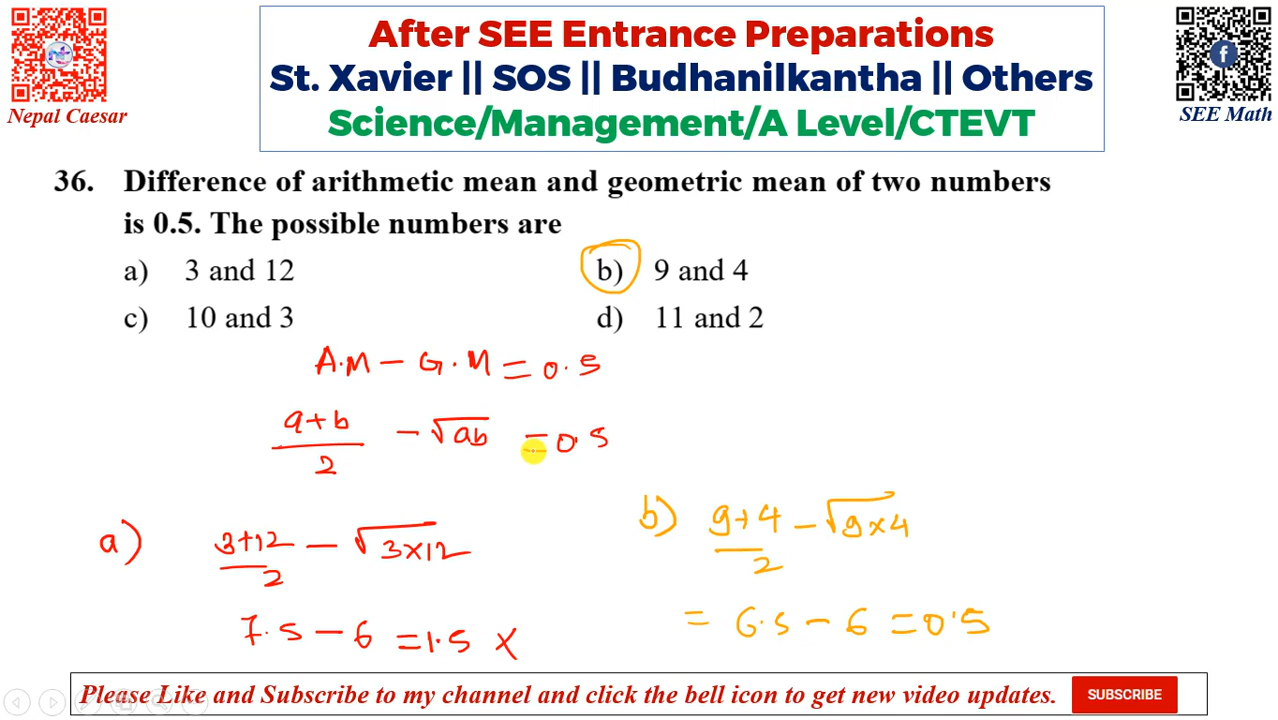 After SEE Entrance Preparations
St. Xavier || SOS || Budhanilkantha || Others
Science/Management/A Level/CTEVT
Nepal Caesar
SEE Math
36. Difference of arithmetic mean and geometric mean of two numbers
is 0.5. The possible numbers are
a) 3 and 12 b) 9 and 4
c) 10 and 3 d) 11 and 2
A.M - G.M = 0.5
a+b/2 - √ab = 0.5
a) 3+12/2 - √3×12
7.5 - 6 = 1.5 ×
b) 9+4/2 - √9×4
= 6.5 - 6 = 0.5
Please Like and Subscribe to my channel and click the bell icon to get new video updates.
SUBSCRIBE